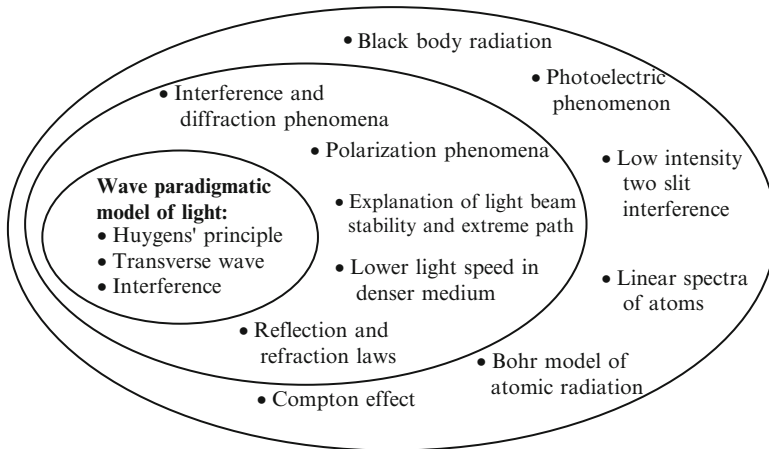 • Black body radiation
• Photoelectric
phenomenon
• Interference and
diffraction phenomena
• Polarization phenomena
• Low intensity
two slit
interference
Wave paradigmatic
model of light:
• Huygens' principle
• Transverse wave
• Interference
• Explanation of light beam
stability and extreme path
• Lower light speed in
denser medium
• Linear spectra
of atoms
• Reflection and
refraction laws
• Bohr model of
atomic radiation
• Compton effect